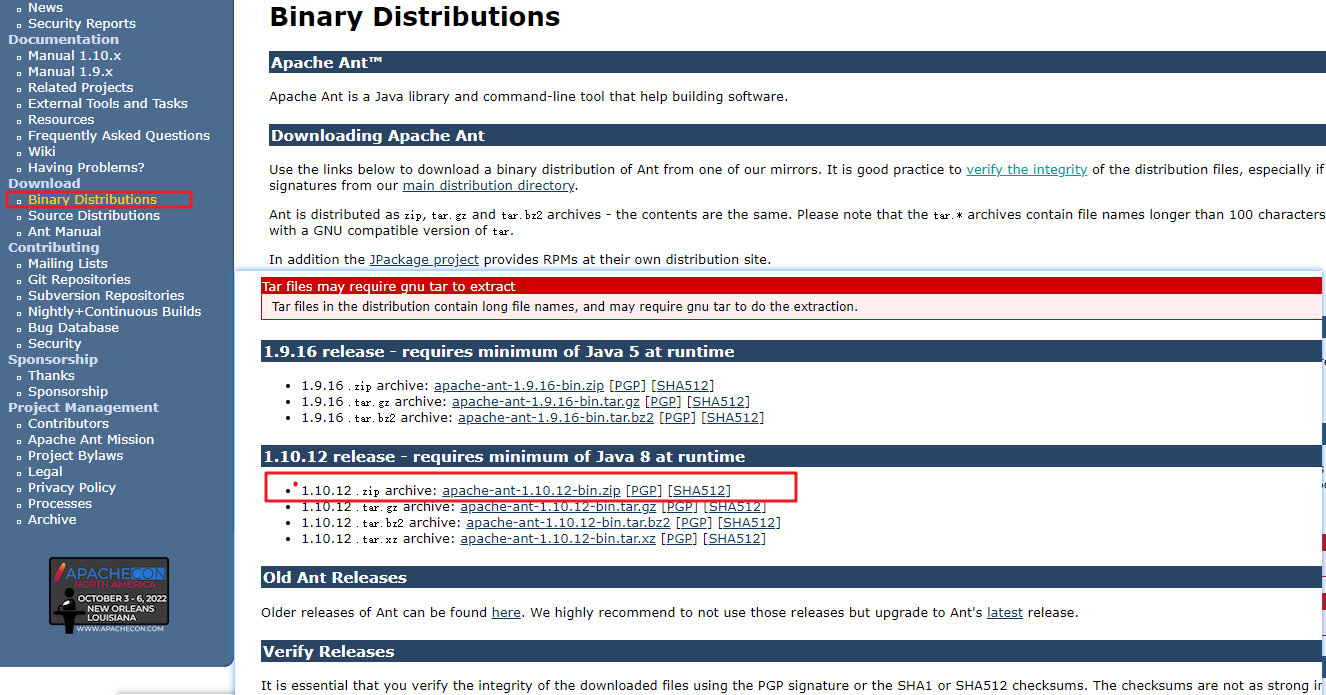 News
Security Reports
Documentation
Manual 1.10.x
Manual 1.9.x
Related Projects
External Tools and Tasks
Resources
Frequently Asked Questions
Wiki
Having Problems?
Download
Binary Distributions
Source Distributions
Ant Manual
Contributing
Mailing Lists
Git Repositories
Subversion Repositories
Nightly+Continuous Builds
Bug Database
Security
Sponsorship
Thanks
Sponsorship
Project Management
Contributors
Apache Ant Mission
Project Bylaws
Legal
Privacy Policy
Processes
Archive
APACHECON
NORTH AMERICA
OCTOBER 3 - 6, 2022
NEW ORLEANS
LOUISIANA
WWW.APACHECON.COM
Binary Distributions
Apache Ant™
Apache Ant is a Java library and command-line tool that help building software.
Downloading Apache Ant
Use the links below to download a binary distribution of Ant from one of our mirrors. It is good practice to verify the integrity of the distribution files, especially if
signatures from our main distribution directory.
Ant is distributed as zip, tar.gz and tar.bz2 archives - the contents are the same. Please note that the tar.* archives contain file names longer than 100 characters
with a GNU compatible version of tar.
In addition the JPackage project provides RPMs at their own distribution site.
Tar files may require gnu tar to extract
Tar files in the distribution contain long file names, and may require gnu tar to do the extraction.
1.9.16 release - requires minimum of Java 5 at runtime
1.9.16 .zip archive: apache-ant-1.9.16-bin.zip [PGP] [SHA512]
1.9.16 .tar.gz archive: apache-ant-1.9.16-bin.tar.gz [PGP] [SHA512]
1.9.16 .tar.bz2 archive: apache-ant-1.9.16-bin.tar.bz2 [PGP] [SHA512]
1.10.12 release - requires minimum of Java 8 at runtime
1.10.12 .zip archive: apache-ant-1.10.12-bin.zip [PGP] [SHA512]
1.10.12 .tar.gz archive: apache-ant-1.10.12-bin.tar.gz [PGP] [SHA512]
1.10.12 .tar.bz2 archive: apache-ant-1.10.12-bin.tar.bz2 [PGP] [SHA512]
1.10.12 .tar.xz archive: apache-ant-1.10.12-bin.tar.xz [PGP] [SHA512]
Old Ant Releases
Older releases of Ant can be found here. We highly recommend to not use those releases but upgrade to Ant's latest release.
Verify Releases
It is essential that you verify the integrity of the downloaded files using the PGP signature or the SHA1 or SHA512 checksums. The checksums are not as strong